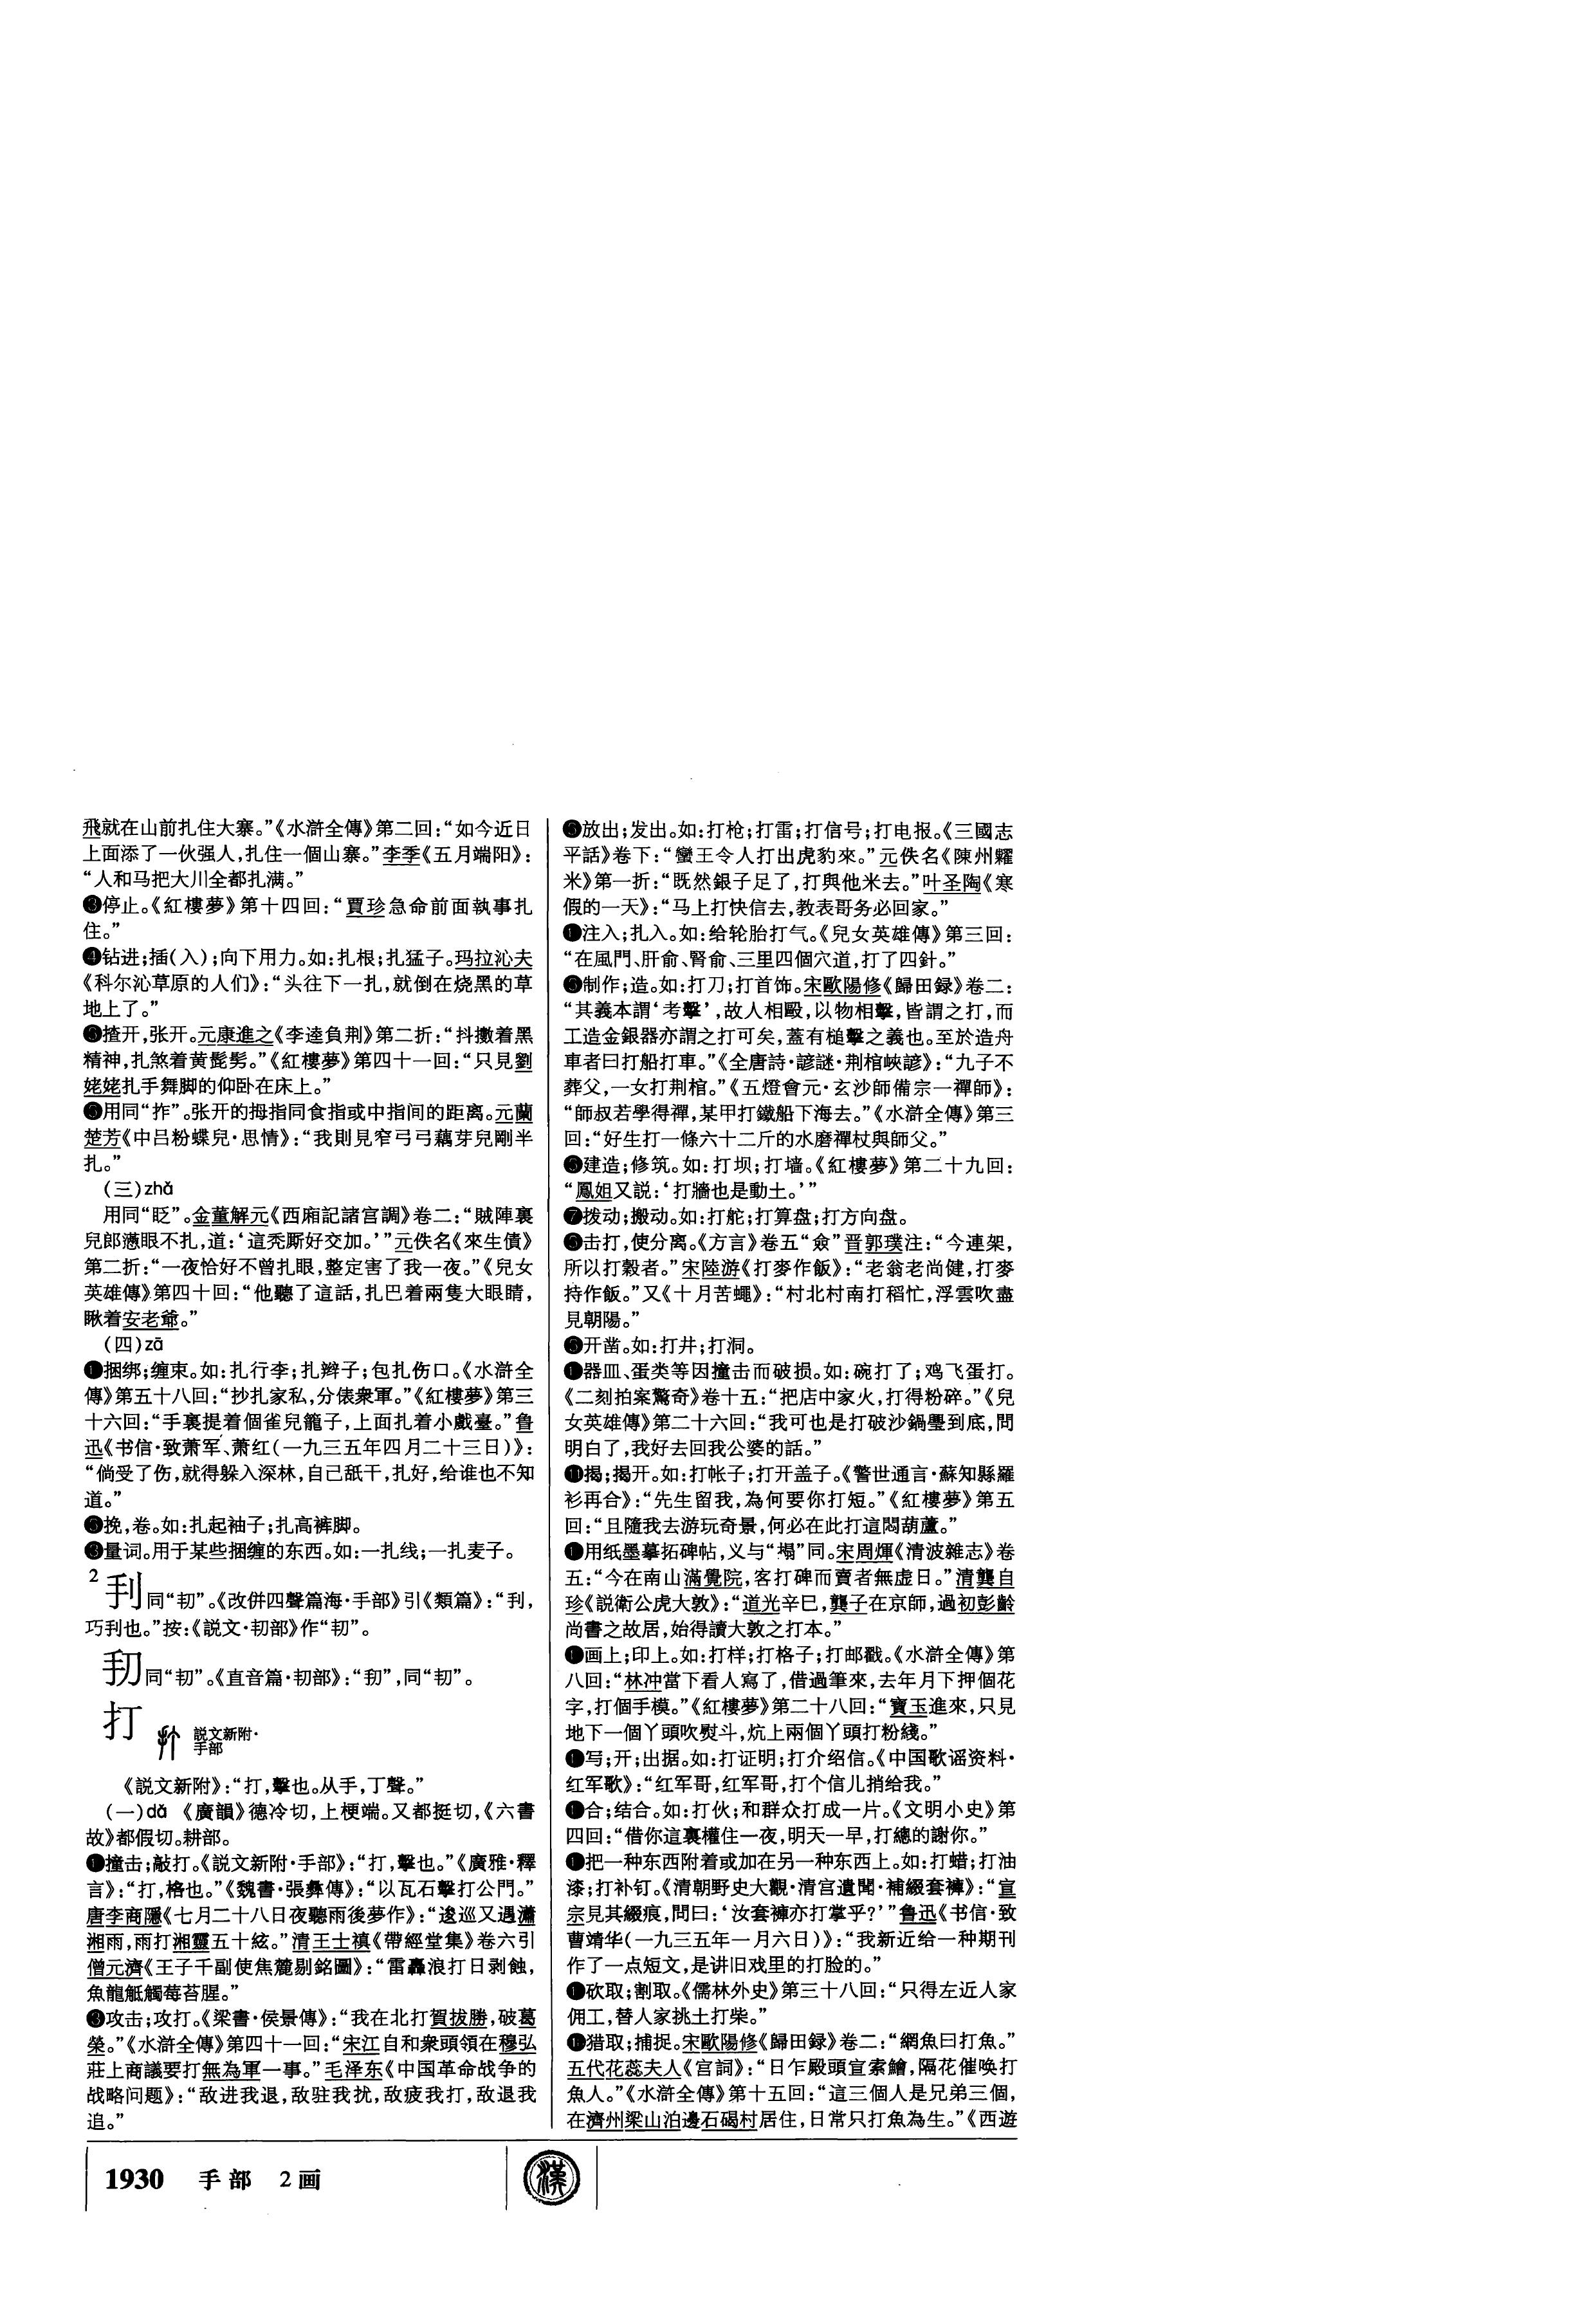 飛就在山前扎住大寨。”《水滸全傳》第二回：“如今近日
上面添了一伙强人，扎住一個山寨。”李季《五月端阳》：
“人和马把大川全都扎满。”
❸停止。《紅樓夢》第十四回：“賈珍急命前面執事扎
住。”
❹钻进；插（入）；向下用力。如：扎根；扎猛子。玛拉沁夫
《科尔沁草原的人们》：“头往下一扎，就倒在烧黑的草
地上了。”
❺揸开，张开。元康進之《李逵負荆》第二折：“抖擻着黑
精神，扎煞着黄髭髣。”《紅樓夢》第四十一回：“只見劉
姥姥扎手舞脚的仰卧在床上。”
❻用同“拃”。张开的拇指同食指或中指间的距离。元蘭
楚芳《中吕粉蝶兒·思情》：“我則見窄弓弓藕芽兒剛半
扎。”
（三）zhǎ
用同“眨”。金董解元《西廂記諸宫調》卷二：“賊陣裏
兒郎懑眼不扎，道：‘這秃厮好交加。’”元佚名《來生債》
第二折：“一夜恰好不曾扎眼，整定害了我一夜。”《兒女
英雄傳》第四十回：“他聽了這話，扎巴着兩隻大眼睛，
瞅着安老爺。”
（四）zā
❶捆绑；缠束。如：扎行李；扎辫子；包扎伤口。《水滸全
傳》第五十八回：“抄扎家私，分俵衆軍。”《紅樓夢》第三
十六回：“手裏提着個雀兒籠子，上面扎着小戲臺。”鲁
迅《书信·致萧军、萧红（一九三五年四月二十三日）》：
“倘受了伤，就得躲入深林，自己舐干，扎好，给谁也不知
道。”
❷挽，卷。如：扎起袖子；扎高裤脚。
❸量词。用于某些捆缠的东西。如：一扎线；一扎麦子。
2 㓞同“㓞”。《改併四聲篇海·手部》引《類篇》：“刋，
巧刋也。”按：《説文·㓞部》作“㓞”。
同“㓞”。《直音篇·㓞部》：“”，同“㓞”。
打 説文新附·
手部
《説文新附》：“打，擊也。从手，丁聲。”
（一）dǎ 《廣韻》德冷切，上梗端。又都挺切，《六書
故》都假切。耕部。
❶撞击；敲打。《説文新附·手部》：“打，擊也。”《廣雅·釋
言》：“打，棓也。”《魏書·張彝傳》：“以瓦石擊打公門。”
唐李商隱《七月二十八日夜聽雨後夢作》：“逡巡又遇瀟
湘雨，雨打湘靈五十絃。”清王士禛《帶經堂集》卷六引
僧元濟《王子千副使焦麓剔銘圖》：“雷轟浪打日剥蝕，
魚龍觝觸莓苔腥。”
❷攻击；攻打。《梁書·侯景傳》：“我在北打賀拔勝，破葛
榮。”《水滸全傳》第四十一回：“宋江自和衆頭領在穆弘
莊上商議要打無為軍一事。”毛泽东《中国革命战争的
战略问题》：“敌进我退，敌驻我扰，敌疲我打，敌退我
追。”
❸放出；发出。如：打枪；打雷；打信号；打电报。《三國志
平話》卷下：“蠻王令人打出虎豹來。”元佚名《陳州糶
米》第一折：“既然銀子足了，打與他米去。”叶圣陶《寒
假的一天》：“马上打快信去，教表哥务必回家。”
❹注入；扎入。如：给轮胎打气。《兒女英雄傳》第三回：
“在風門、肝俞、腎俞、三里四個穴道，打了四針。”
❺制作；造。如：打刀；打首饰。宋歐陽修《歸田録》卷二：
“其義本謂‘考擊’，故人相毆，以物相擊，皆謂之打，而
工造金銀器亦謂之打可矣，蓋有槌擊之義也。至於造舟
車者曰打船打車。”《全唐詩·諺謎·荆棺峽諺》：“九子不
葬父，一女打荆棺。”《五燈會元·玄沙師備宗一禪師》：
“師叔若學得禪，某甲打鐵船下海去。”《水滸全傳》第三
回：“好生打一條六十二斤的水磨禪杖與師父。”
❻建造；修筑。如：打坝；打墙。《紅樓夢》第二十九回：
“鳳姐又説：‘打牆也是動土。’”
❼拨动；搬动。如：打舵；打算盘；打方向盘。
❽击打，使分离。《方言》卷五“僉”晋郭璞注：“今連架，
所以打穀者。”宋陸游《打麥作飯》：“老翁老尚健，打麥
持作飯。”又《十月苦蠅》：“村北村南打稻忙，浮雲吹盡
見朝陽。”
❾开凿。如：打井；打洞。
❿器皿、蛋类等因撞击而破损。如：碗打了；鸡飞蛋打。
《二刻拍案驚奇》卷十五：“把店中家火，打得粉碎。”《兒
女英雄傳》第二十六回：“我可也是打破沙鍋璺到底，問
明白了，我好去回我公婆的話。”
⓫揭；揭开。如：打帐子；打开盖子。《警世通言·蘇知縣羅
衫再合》：“先生留我，為何要你打短。”《紅樓夢》第五
回：“且隨我去游玩奇景，何必在此打這悶葫蘆。”
⓬用纸墨摹拓碑帖，义与“搨”同。宋周煇《清波雜志》卷
五：“今在南山滿覺院，客打碑而賣者無虚日。”清龔自
珍《説衛公虎大敦》：“道光辛巳，龔子在京師，過初彭齡
尚書之故居，始得讀大敦之打本。”
⓭画上；印上。如：打样；打格子；打邮戳。《水滸全傳》第
八回：“林冲當下看人寫了，借過筆來，去年月下押個花
字，打個手模。”《紅樓夢》第二十八回：“寶玉進來，只見
地下一個丫頭吹熨斗，炕上兩個丫頭打粉綫。”
⓮写；开；出据。如：打证明；打介绍信。《中国歌谣资料·
红军歌》：“红军哥，红军哥，打个信儿捎给我。”
⓯合；结合。如：打伙；和群众打成一片。《文明小史》第
四回：“借你這裏權住一夜，明天一早，打總的謝你。”
⓰把一种东西附着或加在另一种东西上。如：打蜡；打油
漆；打补钉。《清朝野史大觀·清宫遺聞·補綴套褲》：“宣
宗見其綴痕，問曰：‘汝套褲亦打掌乎？’”鲁迅《书信·致
曹靖华（一九三五年一月六日）》：“我新近给一种期刊
作了一点短文，是讲旧戏里的打脸的。”
⓱砍取；割取。《儒林外史》第三十八回：“只得左近人家
佣工，替人家挑土打柴。”
⓲猎取；捕捉。宋歐陽修《歸田録》卷二：“網魚曰打魚。”
五代花蕊夫人《宫詞》：“日午殿頭宣索鱠，隔花催唤打
魚人。”《水滸全傳》第十五回：“這三個人是兄弟三個，
在濟州梁山泊邊石碣村居住，日常只打魚為生。”《西遊
1930 手部 2画
漢